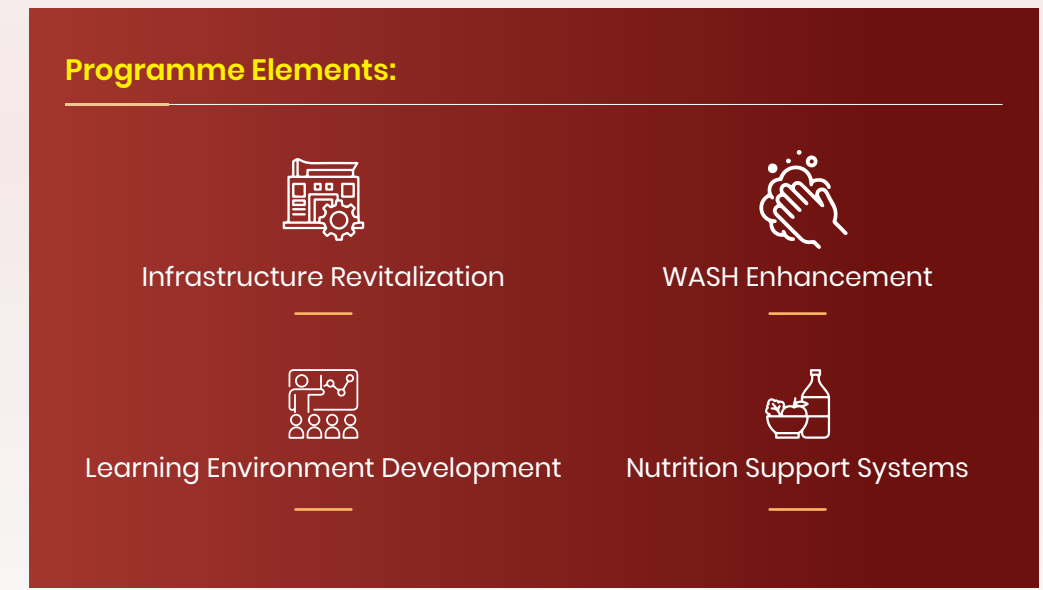 Programme Elements:
Infrastructure Revitalization
WASH Enhancement
Learning Environment Development
Nutrition Support Systems